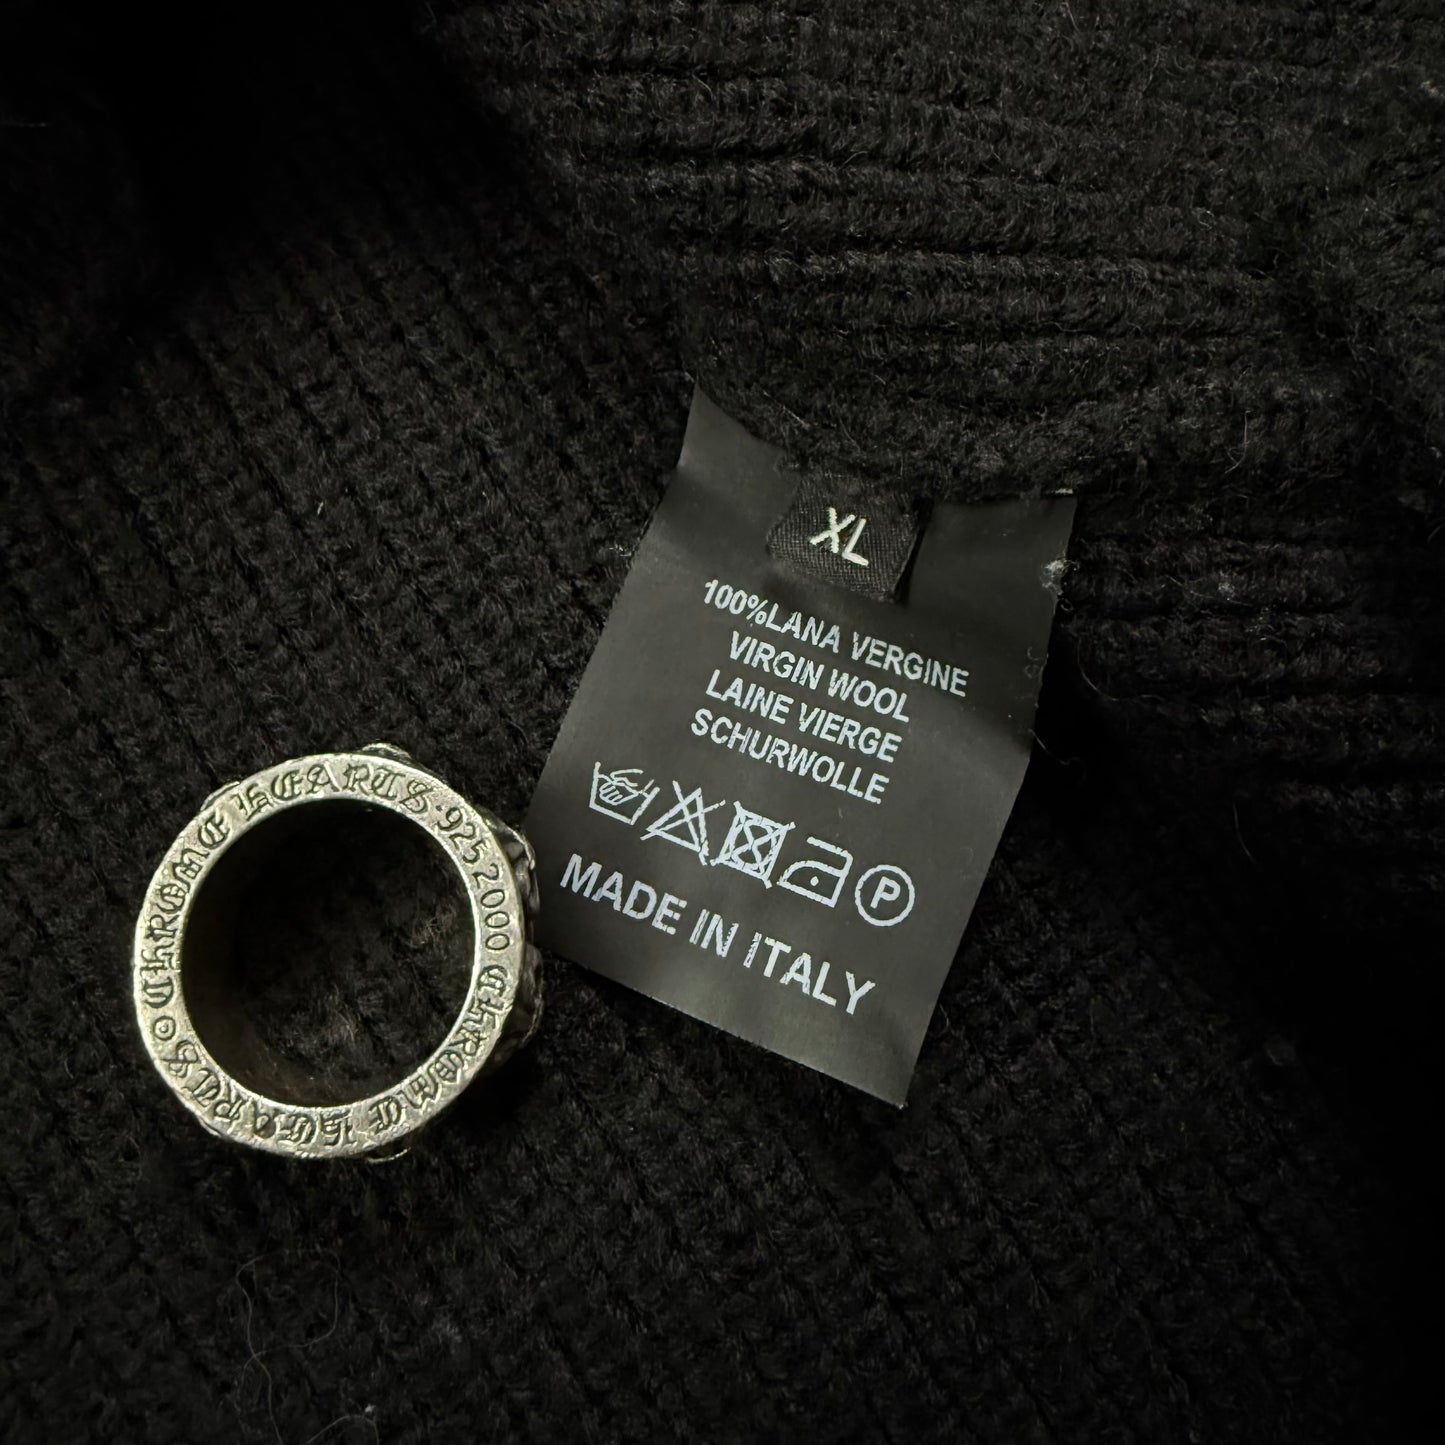 XL
100%LANA VERGINE
VIRGIN WOOL
LAINE VIERGE
SCHURWOLLE
P
MADE IN ITALY
CHROME HEARTS · 925 2000 CHROME HEARTS